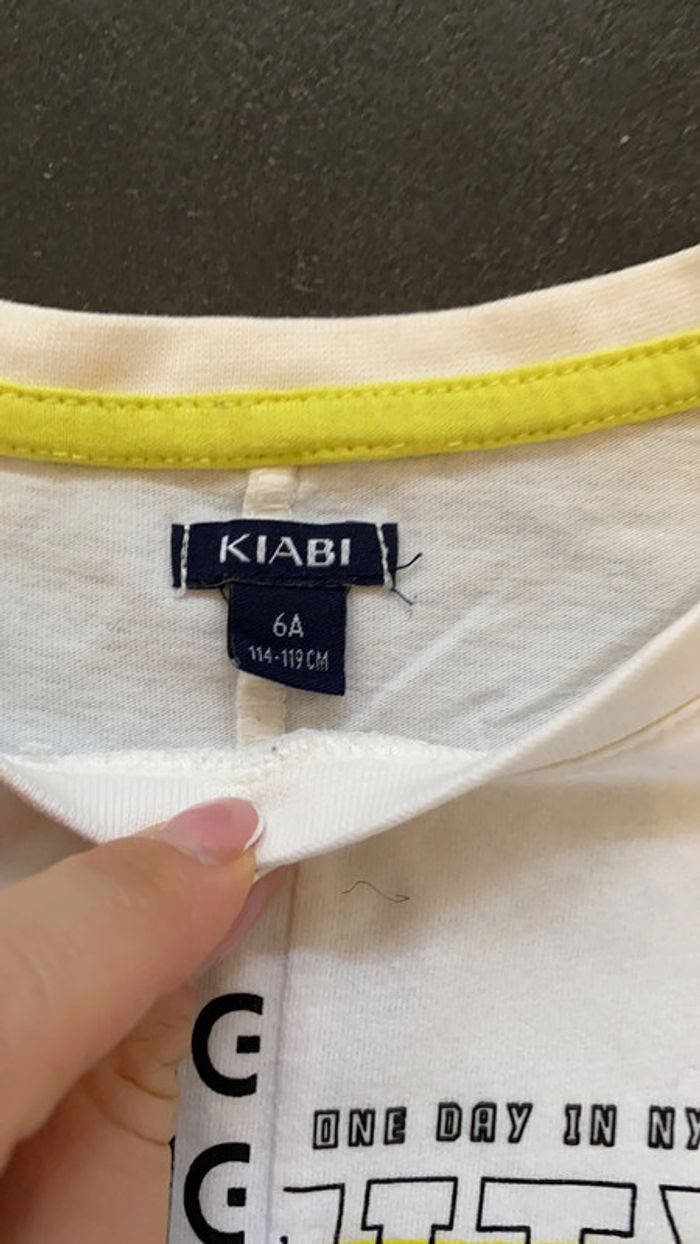 KIABI
6A
114-119 CM
ONE DAY IN NY